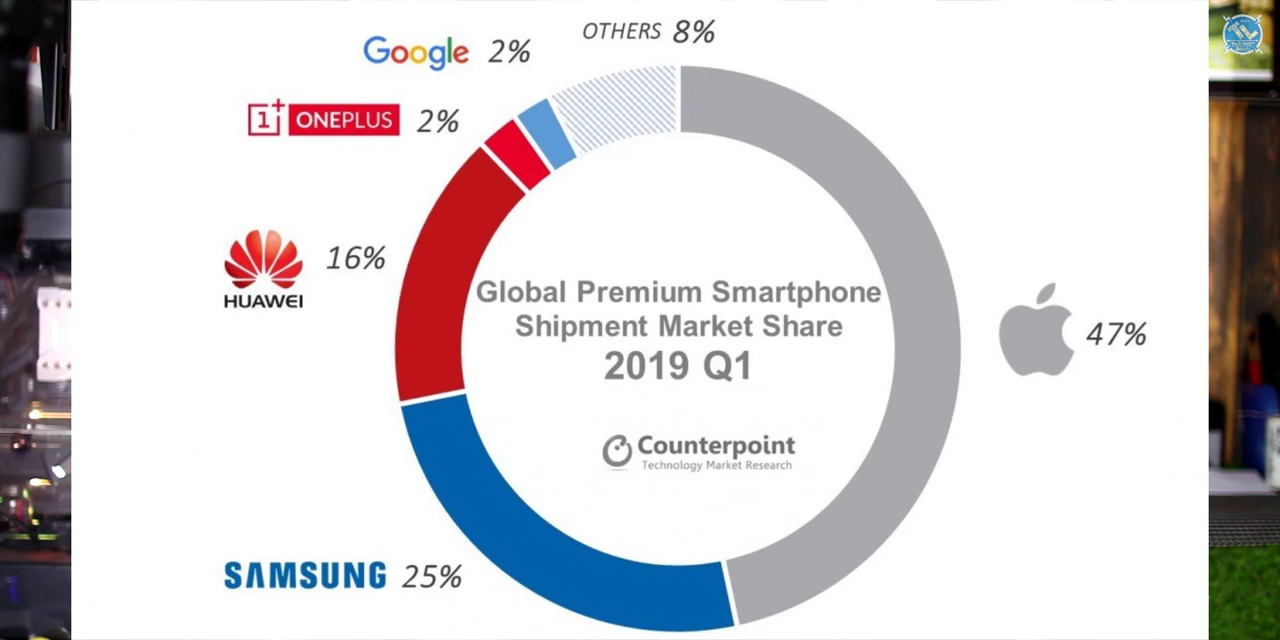 Google 2%
OTHERS 8%
1+ ONEPLUS 2%
HUAWEI 16%
Global Premium Smartphone
Shipment Market Share
2019 Q1
47%
Counterpoint
Technology Market Research
SAMSUNG 25%